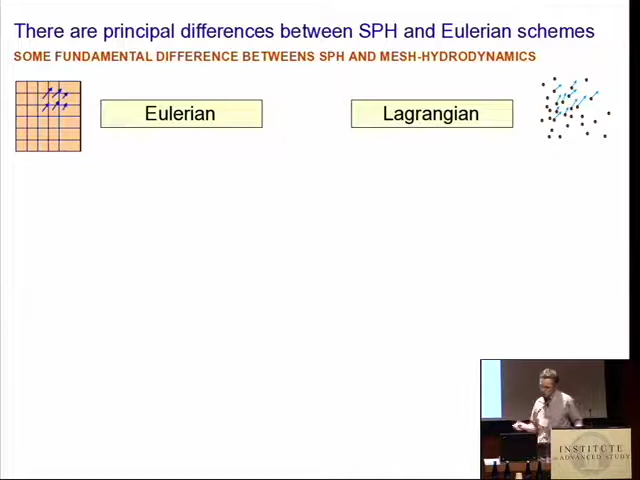 There are principal differences between SPH and Eulerian schemes
SOME FUNDAMENTAL DIFFERENCE BETWEENS SPH AND MESH-HYDRODYNAMICS
Eulerian
Lagrangian
INSTITUTE
ADVANCED STUDY